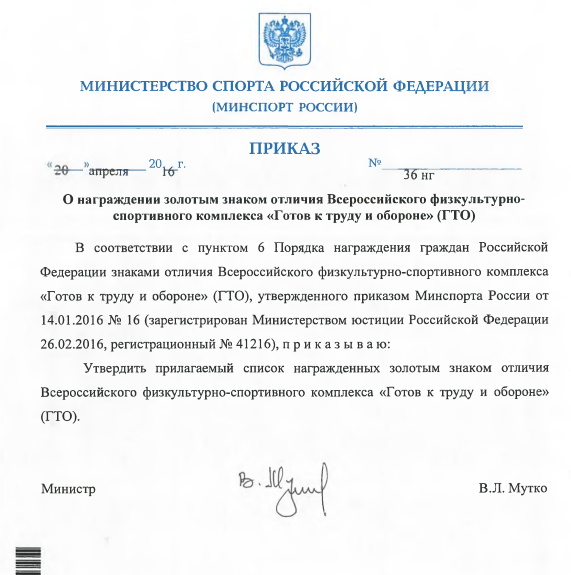 МИНИСТЕРСТВО СПОРТА РОССИЙСКОЙ ФЕДЕРАЦИИ
(МИНСПОРТ РОССИИ)
ПРИКАЗ
« 20 » апреля 2016 г. № 36 нг
О награждении золотым знаком отличия Всероссийского физкультурно-
спортивного комплекса «Готов к труду и обороне» (ГТО)
В соответствии с пунктом 6 Порядка награждения граждан Российской
Федерации знаками отличия Всероссийского физкультурно-спортивного комплекса
«Готов к труду и обороне» (ГТО), утвержденного приказом Минспорта России от
14.01.2016 № 16 (зарегистрирован Министерством юстиции Российской Федерации
26.02.2016, регистрационный № 41216), п р и к а з ы в а ю:
Утвердить прилагаемый список награжденных золотым знаком отличия
Всероссийского физкультурно-спортивного комплекса «Готов к труду и обороне»
(ГТО).
Министр В.Л. Мутко